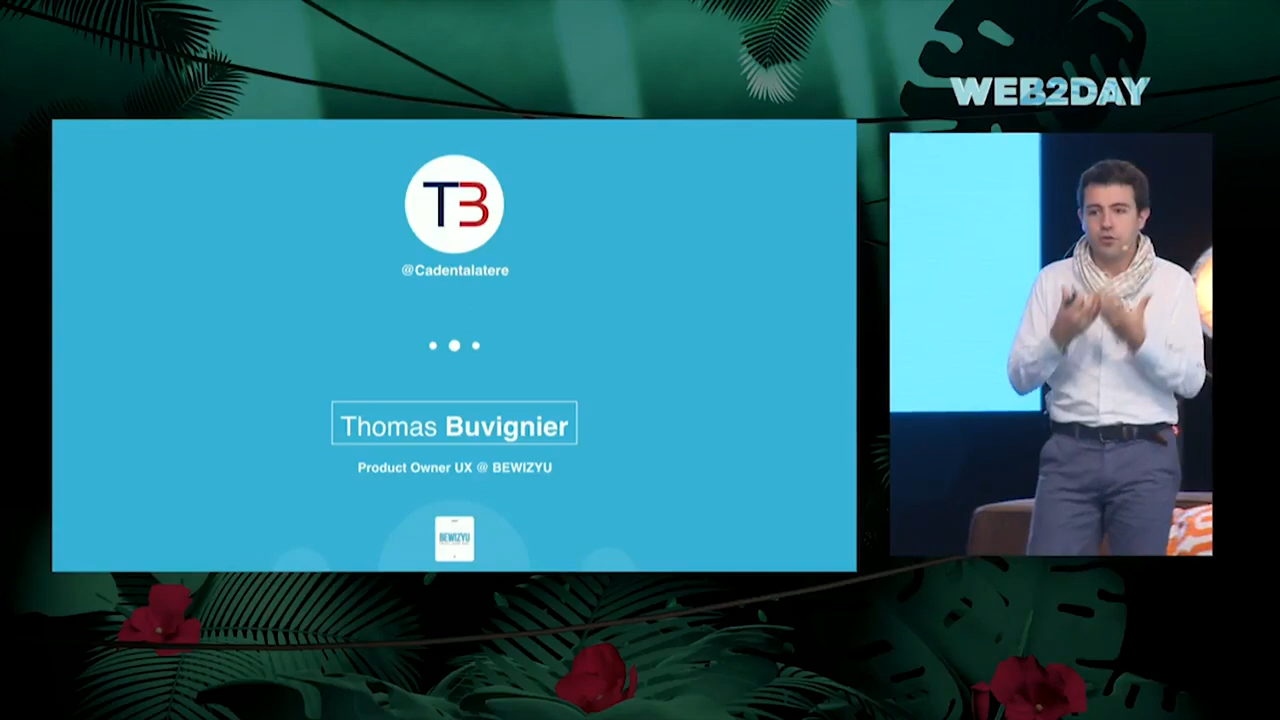 WEB2DAY
TB
@Cadentalatere
Thomas Buvignier
Product Owner UX @ BEWIZYU
BEWIZYU